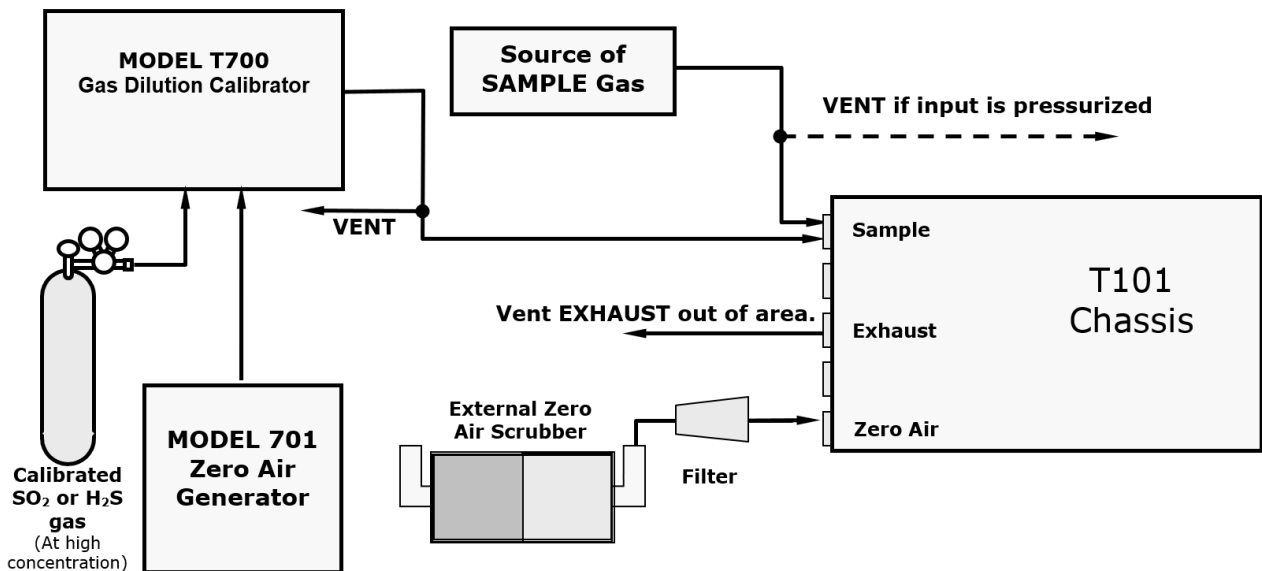 MODEL T700
Gas Dilution Calibrator
Source of
SAMPLE Gas
VENT if input is pressurized
VENT
Sample
T101
Chassis
Vent EXHAUST out of area.
Exhaust
External Zero
Air Scrubber
Zero Air
Filter
MODEL 701
Zero Air
Generator
Calibrated
SO₂ or H₂S
gas
(At high
concentration)